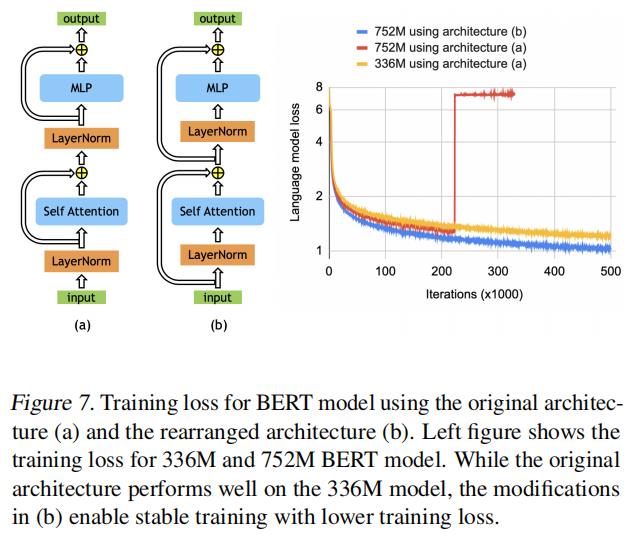 output
MLP
LayerNorm
Self Attention
LayerNorm
input
(a)
output
MLP
LayerNorm
Self Attention
LayerNorm
input
(b)
752M using architecture (b)
752M using architecture (a)
336M using architecture (a)
Language model loss
8
6
4
2
1
0 100 200 300 400 500
Iterations (x1000)
Figure 7. Training loss for BERT model using the original architec-
ture (a) and the rearranged architecture (b). Left figure shows the
training loss for 336M and 752M BERT model. While the original
architecture performs well on the 336M model, the modifications
in (b) enable stable training with lower training loss.